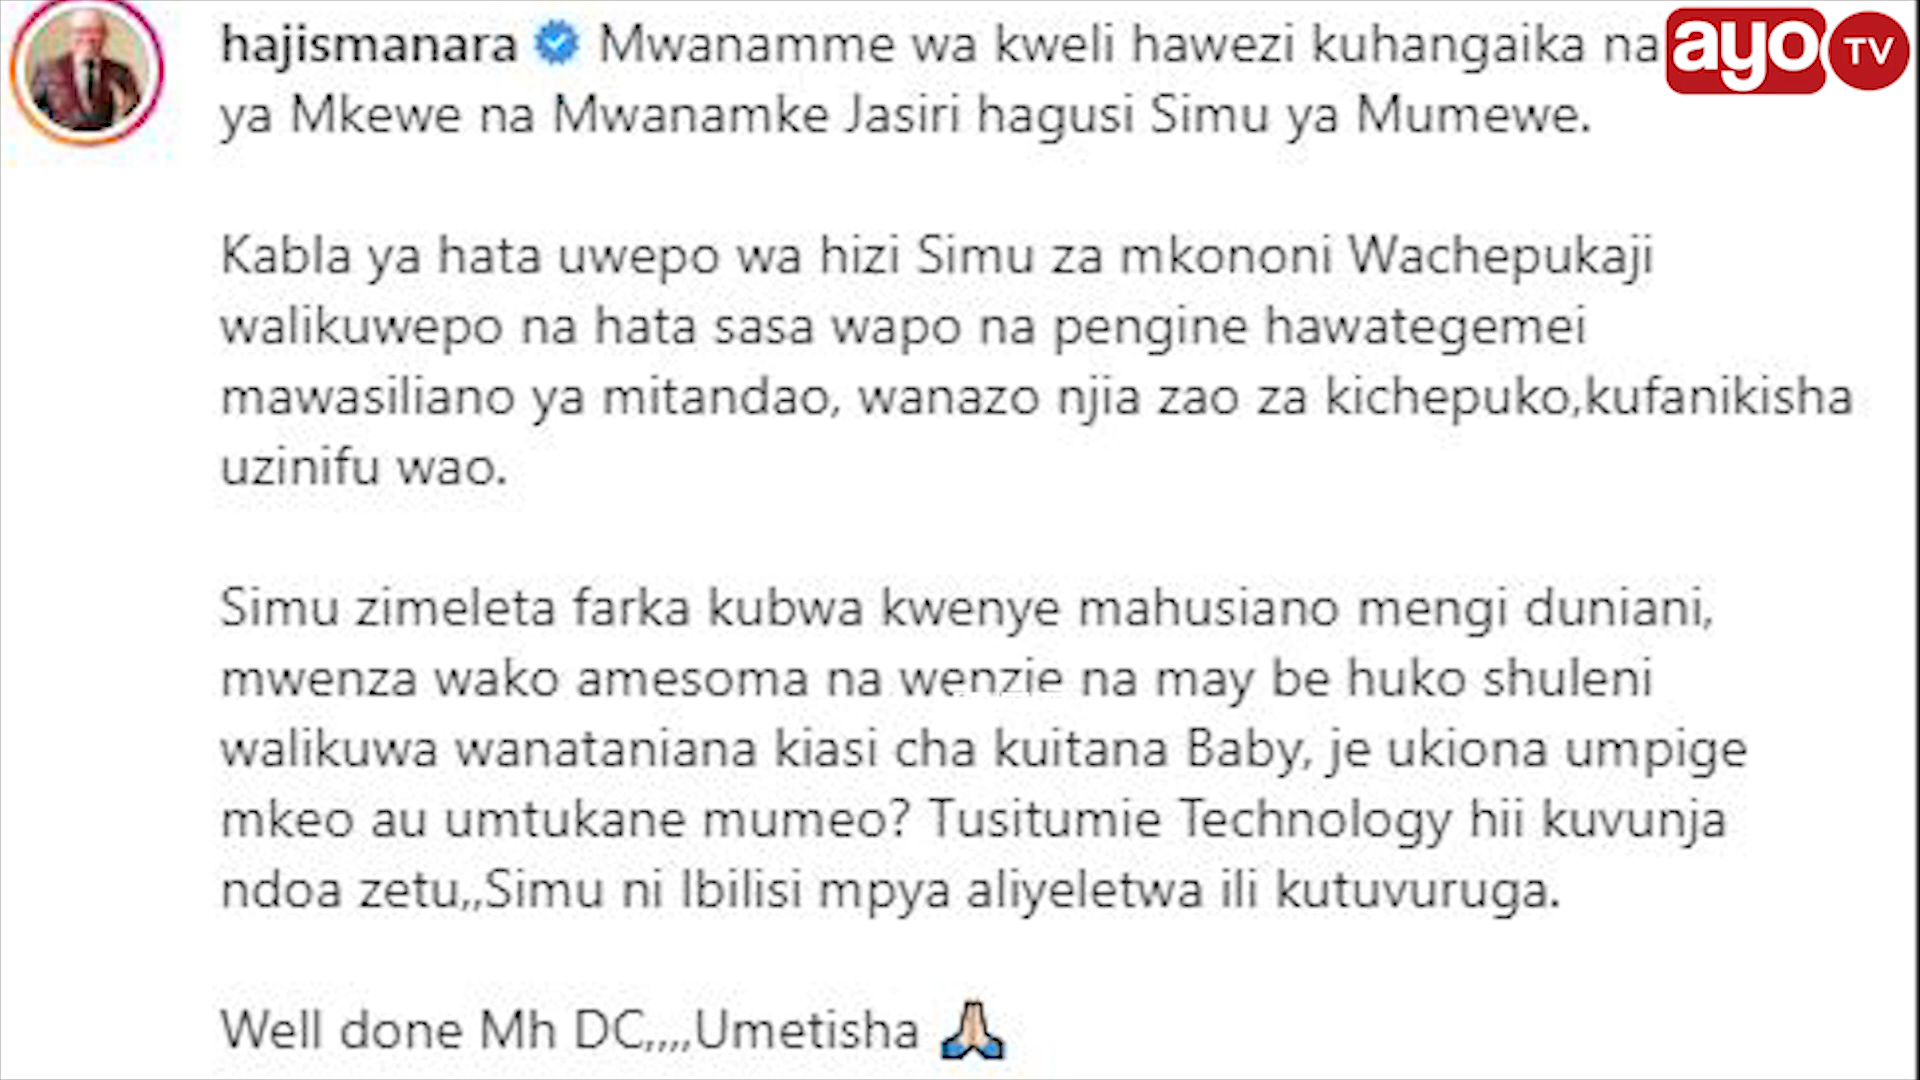 hajismanara Mwanamme wa kweli hawezi kuhangaika na
ayo TV
ya Mkewe na Mwanamke Jasiri hagusi Simu ya Mumewe.
Kabla ya hata uwepo wa hizi Simu za mkononi Wachepukaji
walikuwepo na hata sasa wapo na pengine hawategemei
mawasiliano ya mitandao, wanazo njia zao za kichepuko,kufanikisha
uzinifu wao.
Simu zimeleta farka kubwa kwenye mahusiano mengi duniani,
mwenza wako amesoma na wenzie na may be huko shuleni
walikuwa wanataniana kiasi cha kuitana Baby, je ukiona umpige
mkeo au umtukane mumeo? Tusitumie Technology hii kuvunja
ndoa zetu,,Simu ni Ibilisi mpya aliyeletwa ili kutuvuruga.
Well done Mh DC,,,,Umetisha 🙏🏻